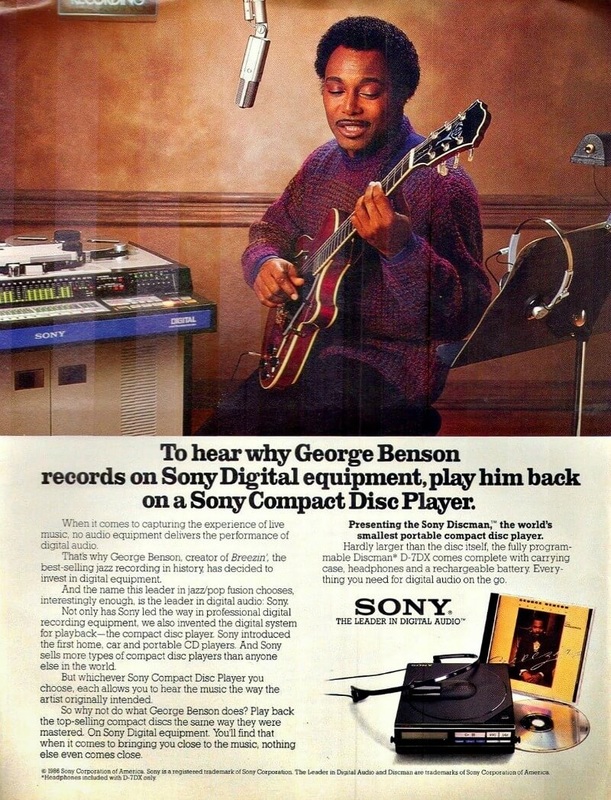 RECORDING
SONY
DIGITAL
To hear why George Benson
records on Sony Digital equipment, play him back
on a Sony Compact Disc Player.
When it comes to capturing the experience of live
music, no audio equipment delivers the performance of
digital audio.
That's why George Benson, creator of Breezin', the
best-selling jazz recording in history, has decided to
invest in digital equipment.
And the name this leader in jazz/pop fusion chooses,
interestingly enough, is the leader in digital audio: Sony.
Not only has Sony led the way in professional digital
recording equipment, we also invented the digital system
for playback—the compact disc player. Sony introduced
the first home, car and portable CD players. And Sony
sells more types of compact disc players than anyone
else in the world.
But whichever Sony Compact Disc Player you
choose, each allows you to hear the music the way the
artist originally intended.
So why not do what George Benson does? Play back
the top-selling compact discs the same way they were
mastered. On Sony Digital equipment. You'll find that
when it comes to bringing you close to the music, nothing
else even comes close.
Presenting the Sony Discman,™ the world's
smallest portable compact disc player.
Hardly larger than the disc itself, the fully program-
mable Discman* D-7DX comes complete with carrying
case, headphones and a rechargeable battery. Every-
thing you need for digital audio on the go.
SONY®
THE LEADER IN DIGITAL AUDIO™
GEORGE BENSON
SONY
© 1986 Sony Corporation of America. Sony is a registered trademark of Sony Corporation. The Leader in Digital Audio and Discman are trademarks of Sony Corporation of America.
*Headphones included with D-7DX only.